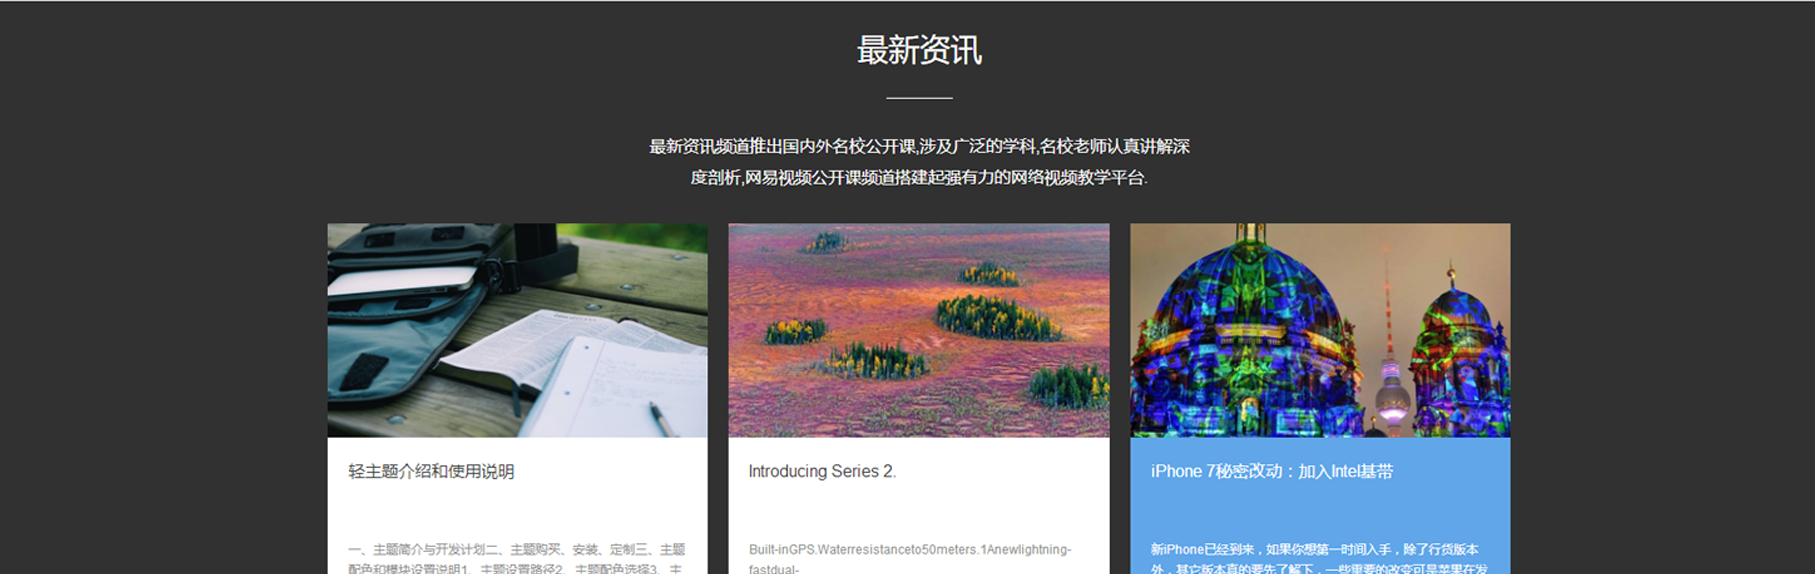 最新资讯
最新资讯频道推出国内外名校公开课,涉及广泛的学科,名校老师认真讲解深
度剖析,网易视频公开课频道搭建起强有力的网络视频教学平台.
轻主题介绍和使用说明
一、主题简介与开发计划二、主题购买、安装、定制三、主题
配色和模块设置说明1、主题设置路径2、主题配色选择3、主
Introducing Series 2.
Built-inGPS.Waterresistanceto50meters.1Anewlightning-
fastdual-
iPhone 7秘密改动：加入Intel基带
新iPhone已经到来，如果你想第一时间入手，除了行货版本
外，其它版本真的要先了解下，一些重要的改变可是苹果在发